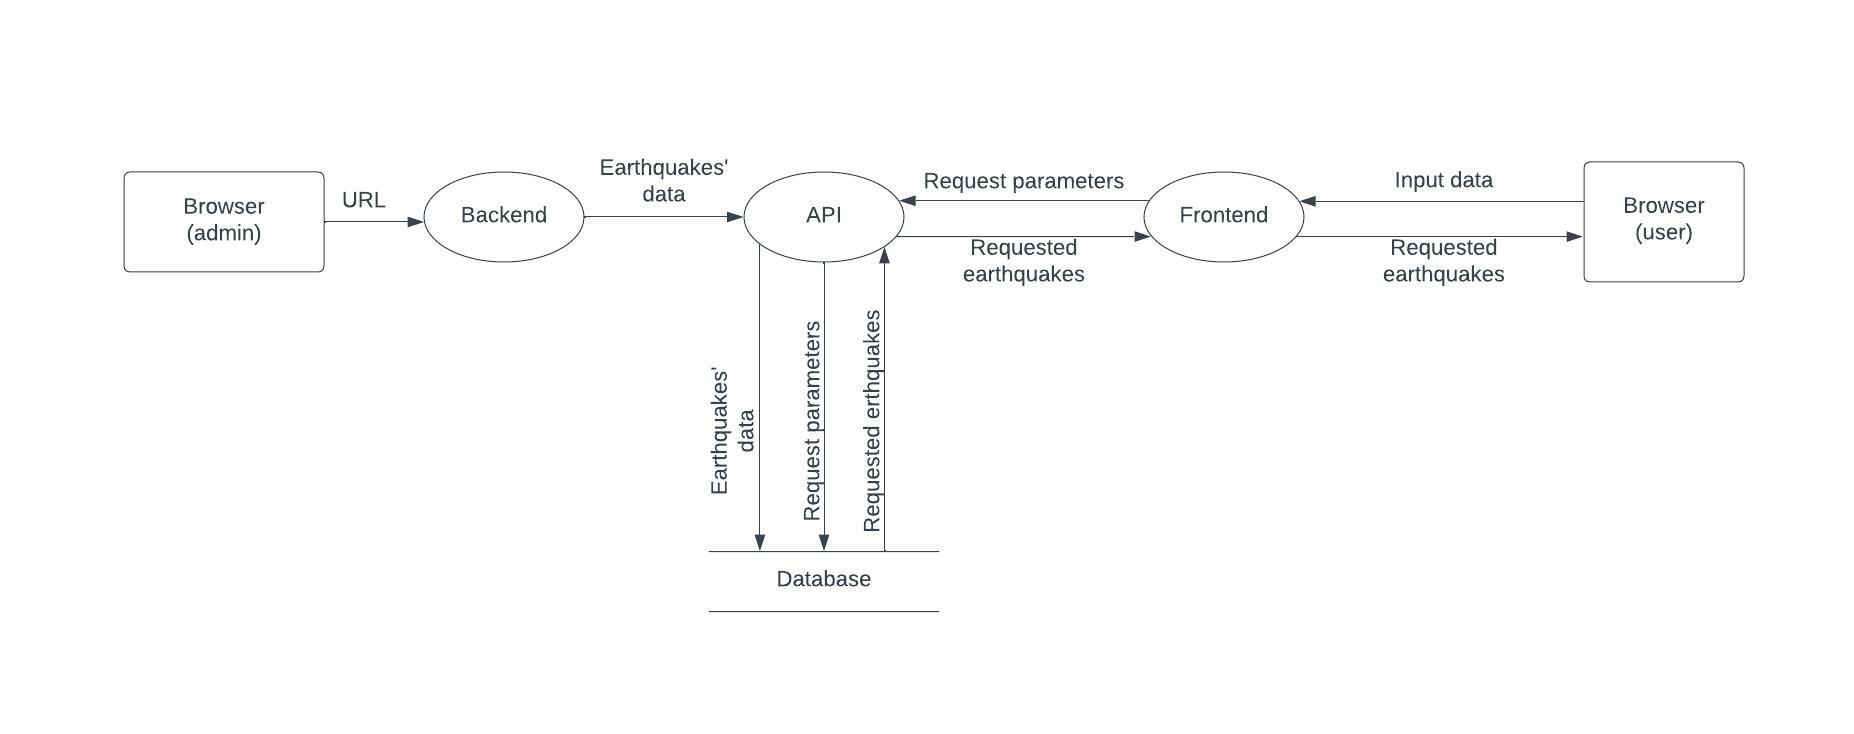 Browser
(admin)
URL
Backend
Earthquakes'
data
API
Request parameters
Requested
earthquakes
Frontend
Input data
Requested
earthquakes
Browser
(user)
Earthquakes'
data
Request parameters
Requested erthquakes
Database